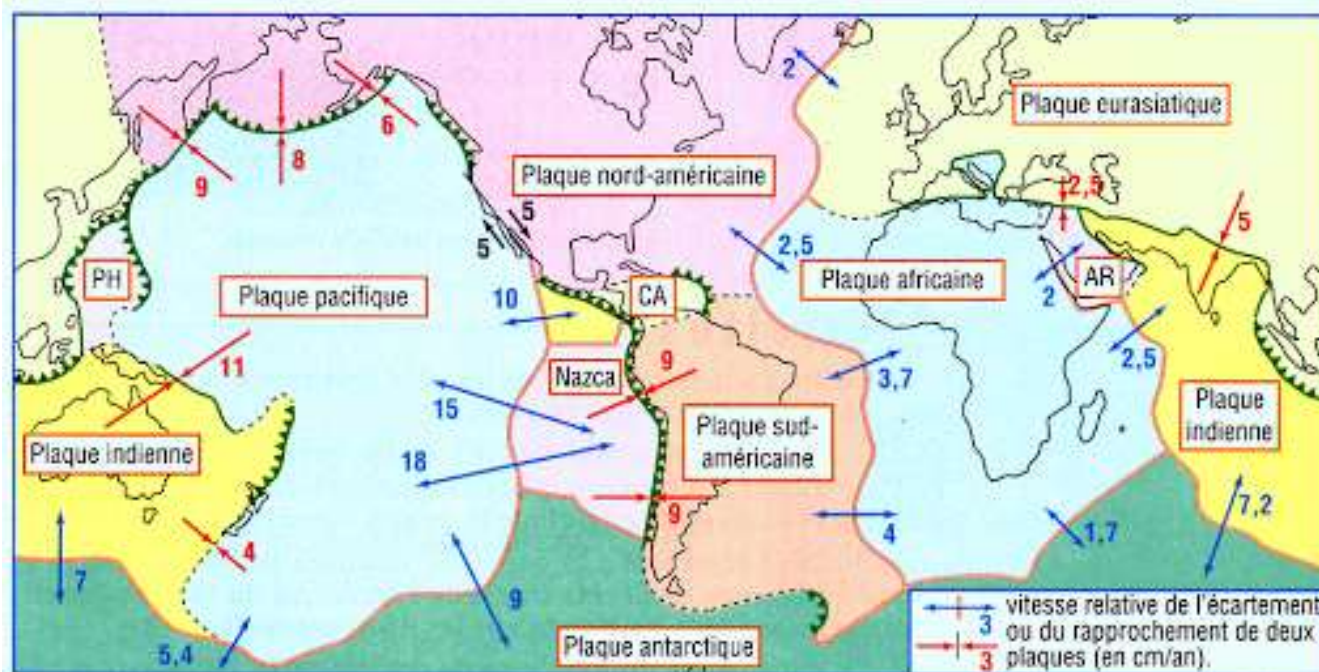 2
Plaque eurasiatique
6
8
9
Plaque nord-américaine
2,5
5
5
5
2,5
PH
Plaque pacifique
10
CA
Plaque africaine
AR
2
11
Nazca
9
3,7
2,5
15
Plaque indienne
18
Plaque sud-
américaine
Plaque
indienne
9
4
4
1,7
7,2
7
9
5,4
Plaque antarctique
3
vitesse relative de l'écartement
ou du rapprochement de deux
3
plaques (en cm/an).